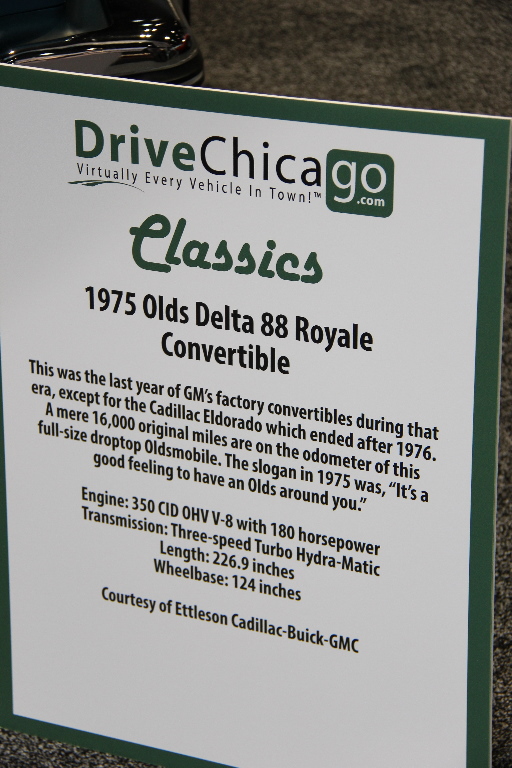 DriveChicago.com
Virtually Every Vehicle In Town!™
Classics
1975 Olds Delta 88 Royale
Convertible
This was the last year of GM's factory convertibles during that
era, except for the Cadillac Eldorado which ended after 1976.
A mere 16,000 original miles are on the odometer of this
full-size droptop Oldsmobile. The slogan in 1975 was, "It's a
good feeling to have an Olds around you."
Engine: 350 CID OHV V-8 with 180 horsepower
Transmission: Three-speed Turbo Hydra-Matic
Length: 226.9 inches
Wheelbase: 124 inches
Courtesy of Ettleson Cadillac-Buick-GMC